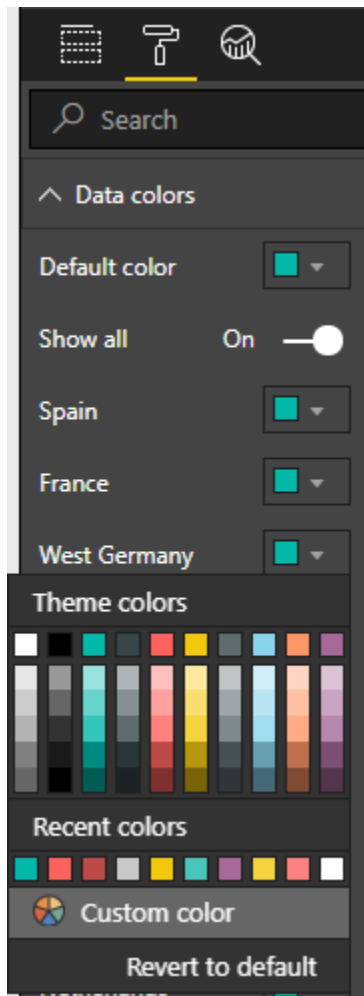 Search
Data colors
Default color
Show all On
Spain
France
West Germany
Theme colors
Recent colors
Custom color
Revert to default